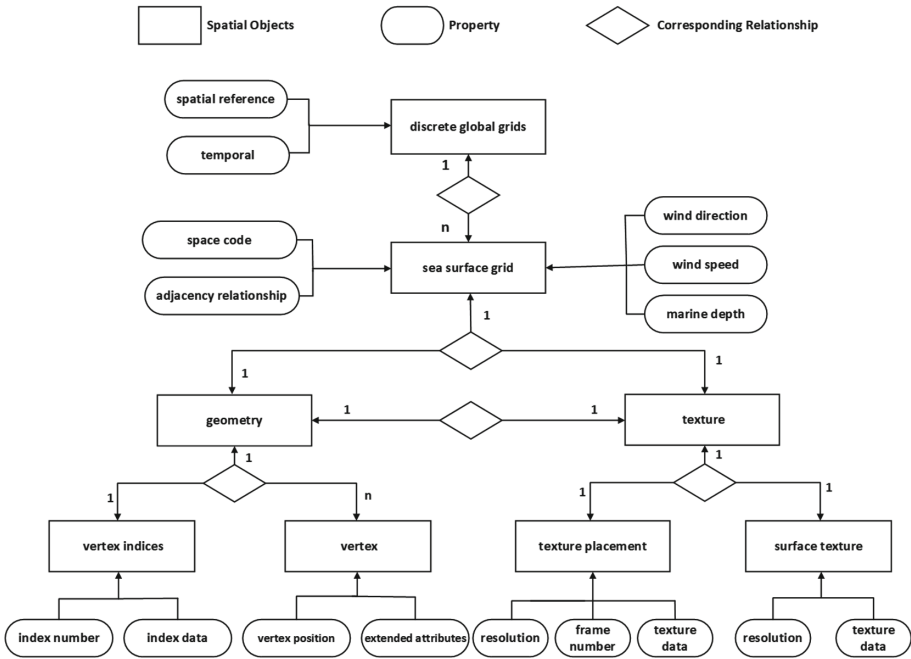 Spatial Objects
Property
Corresponding Relationship
spatial reference
temporal
discrete global grids
1
n
space code
adjacency relationship
sea surface grid
wind direction
wind speed
marine depth
1
1
1
geometry
1
1
texture
1
1
n
1
1
1
vertex indices
vertex
texture placement
surface texture
index number
index data
vertex position
extended attributes
resolution
frame
number
texture
data
resolution
texture
data